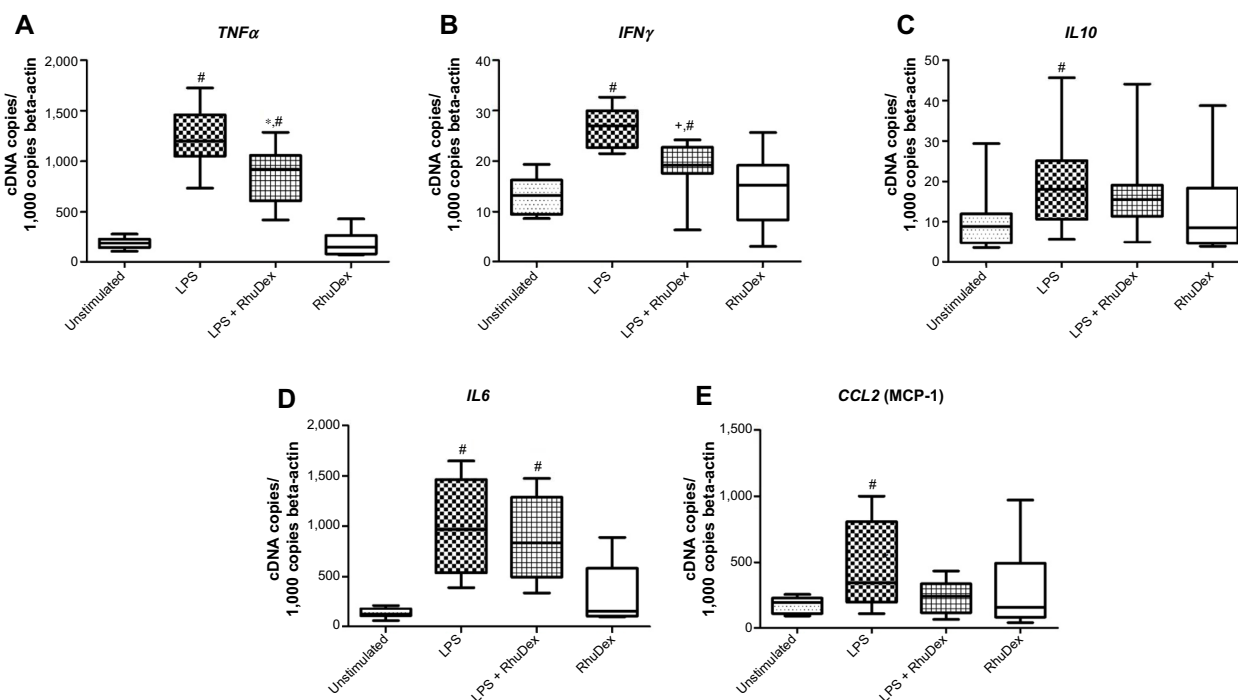 A
TNFα
cDNA copies/
1,000 copies beta-actin
2,000
1,500
1,000
500
0
#
*,#
Unstimulated
LPS
LPS + RhuDex
RhuDex
B
IFNγ
cDNA copies/
1,000 copies beta-actin
40
30
20
10
0
#
+,#
Unstimulated
LPS
LPS + RhuDex
RhuDex
C
IL10
cDNA copies/
1,000 copies beta-actin
50
40
30
20
10
0
#
Unstimulated
LPS
LPS + RhuDex
RhuDex
D
IL6
cDNA copies/
1,000 copies beta-actin
2,000
1,500
1,000
500
0
#
#
Unstimulated
LPS
LPS + RhuDex
RhuDex
E
CCL2 (MCP-1)
cDNA copies/
1,000 copies beta-actin
1,500
1,000
500
0
#
Unstimulated
LPS
LPS + RhuDex
RhuDex